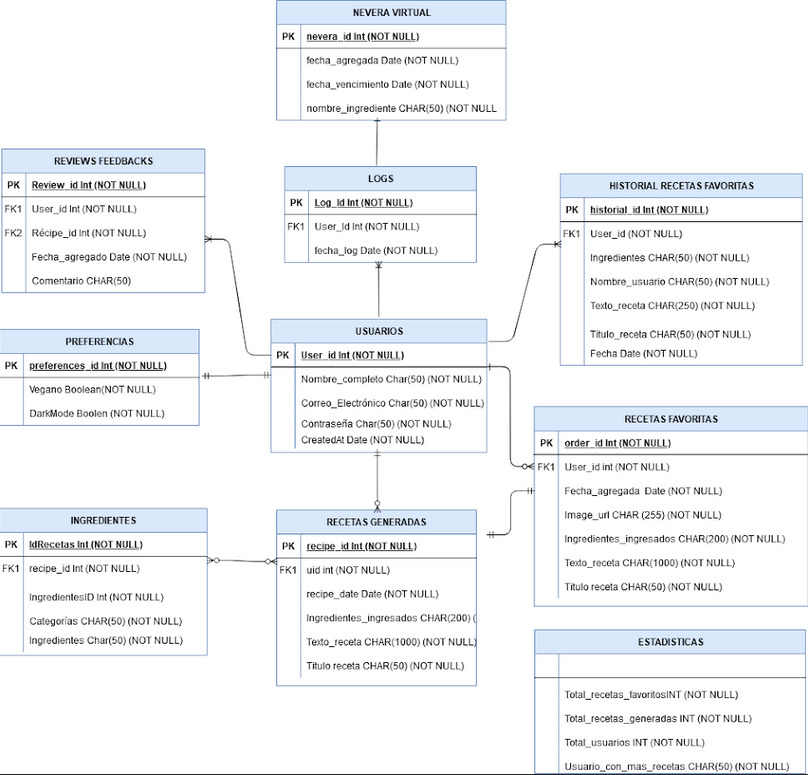 NEVERA VIRTUAL
PK nevera_id Int (NOT NULL)
fecha_agregada Date (NOT NULL)
fecha_vencimiento Date (NOT NULL)
nombre_ingrediente CHAR(50) (NOT NULL
REVIEWS FEEDBACKS
PK Review_id Int (NOT NULL)
FK1 User_id Int (NOT NULL)
FK2 Récipe_id Int (NOT NULL)
Fecha_agregado Date (NOT NULL)
Comentario CHAR(50)
LOGS
PK Log_Id Int (NOT NULL)
FK1 User_Id Int (NOT NULL)
fecha_log Date (NOT NULL)
HISTORIAL RECETAS FAVORITAS
PK historial_id Int (NOT NULL)
FK1 User_id (NOT NULL)
Ingredientes CHAR(50) (NOT NULL)
Nombre_usuario CHAR(50) (NOT NULL)
Texto_receta CHAR(250) (NOT NULL)
Titulo_receta CHAR(50) (NOT NULL)
Fecha Date (NOT NULL)
PREFERENCIAS
PK preferences_id Int (NOT NULL)
Vegano Boolean(NOT NULL)
DarkMode Boolen (NOT NULL)
USUARIOS
PK User_id Int (NOT NULL)
Nombre_completo Char(50) (NOT NULL)
Correo_Electrónico Char(50) (NOT NULL)
Contraseña Char(50) (NOT NULL)
CreatedAt Date (NOT NULL)
RECETAS FAVORITAS
PK order_id Int (NOT NULL)
FK1 User_id int (NOT NULL)
Fecha_agregada Date (NOT NULL)
Image_url CHAR (255) (NOT NULL)
Ingredientes_ingresados CHAR(200) (NOT NULL)
Texto_receta CHAR(1000) (NOT NULL)
Titulo receta CHAR(50) (NOT NULL)
INGREDIENTES
PK IdRecetas Int (NOT NULL)
FK1 recipe_id Int (NOT NULL)
IngredientesID Int (NOT NULL)
Categorías CHAR(50) (NOT NULL)
Ingredientes Char(50) (NOT NULL)
RECETAS GENERADAS
PK recipe_id Int (NOT NULL)
FK1 uid int (NOT NULL)
recipe_date Date (NOT NULL)
Ingredientes_ingresados CHAR(200) (
Texto_receta CHAR(1000) (NOT NULL)
Titulo receta CHAR(50) (NOT NULL)
ESTADISTICAS
Total_recetas_favoritosINT (NOT NULL)
Total_recetas_generadas INT (NOT NULL)
Total_usuarios INT (NOT NULL)
Usuario_con_mas_recetas CHAR(50) (NOT NULL)